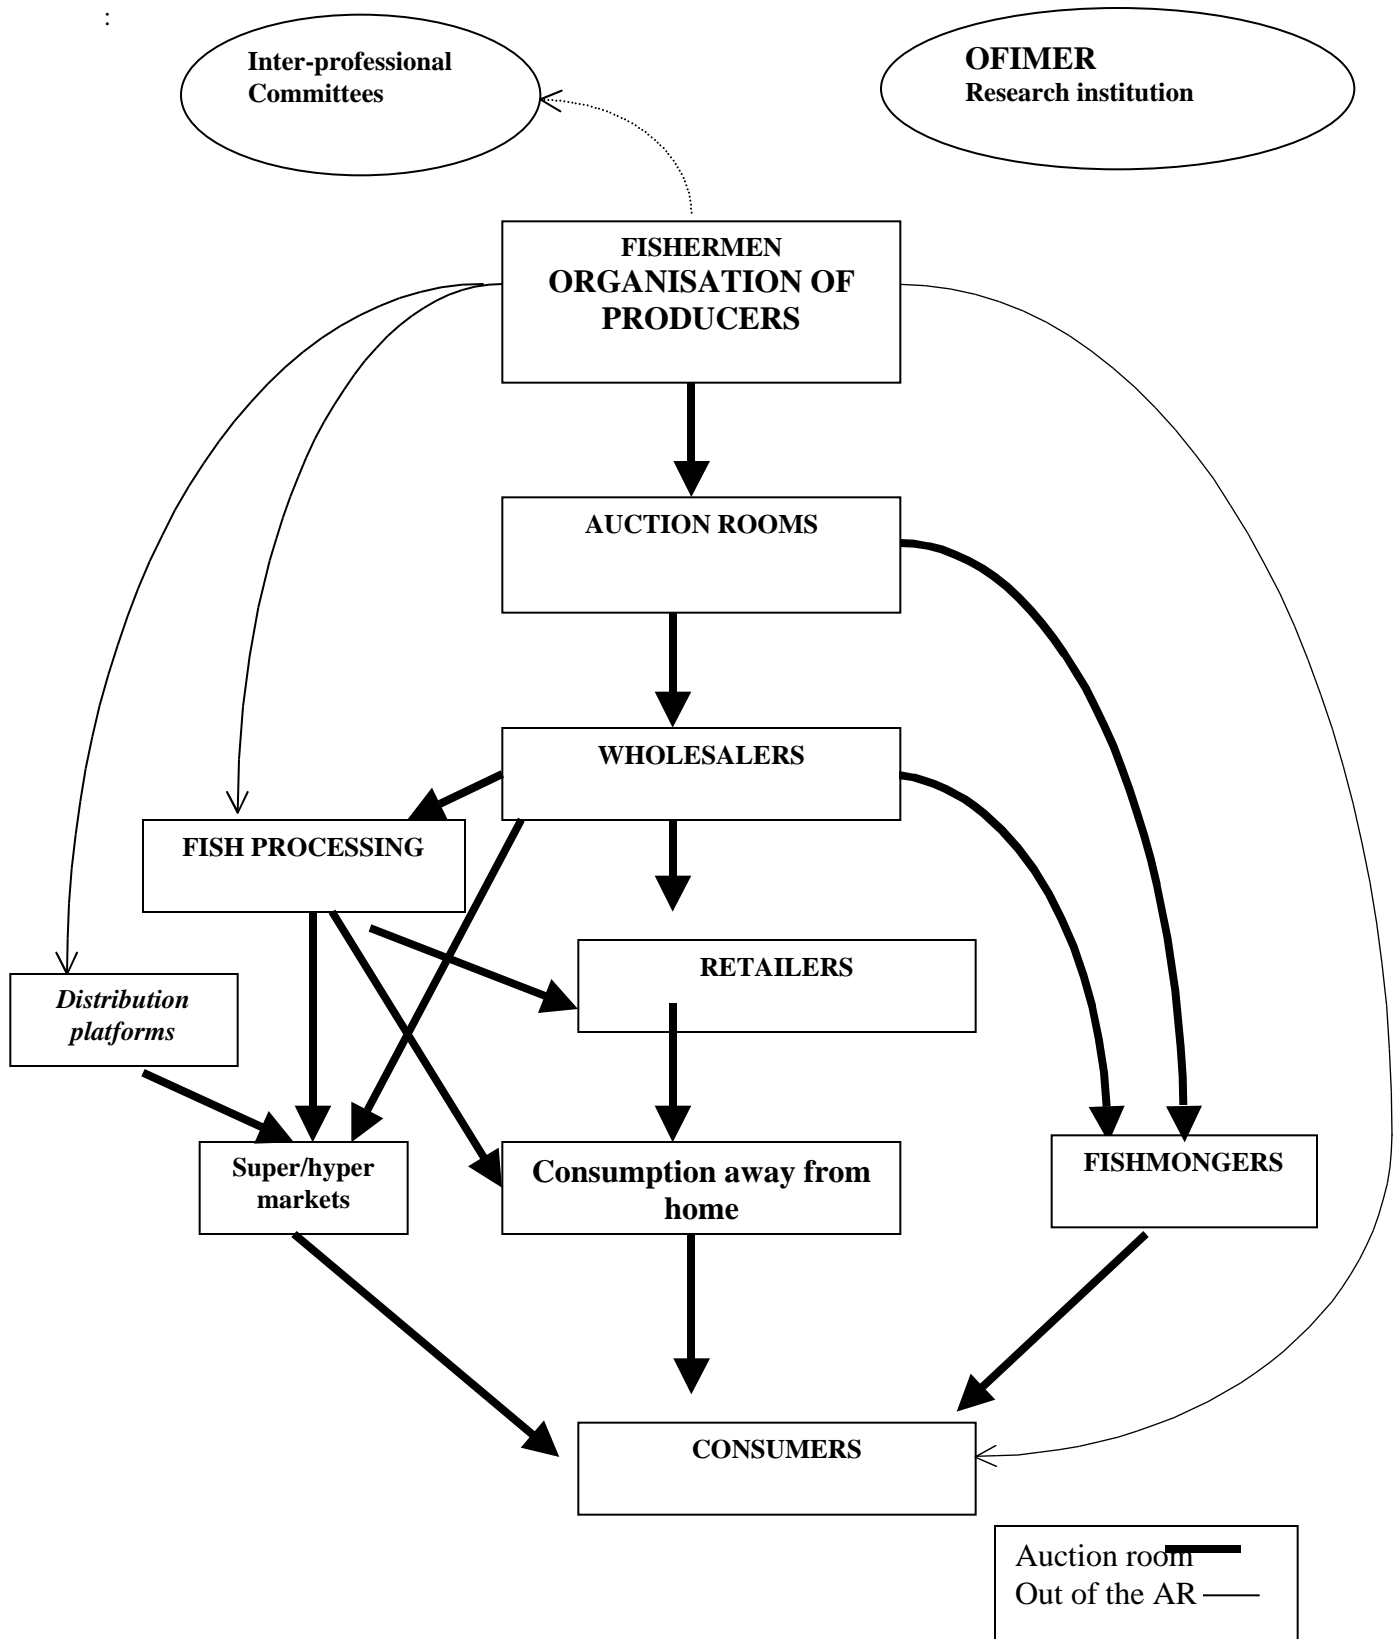 :
Inter-professional
Committees
OFIMER
Research institution
FISHERMEN
ORGANISATION OF
PRODUCERS
AUCTION ROOMS
WHOLESALERS
FISH PROCESSING
RETAILERS
Distribution
platforms
Super/hyper
markets
Consumption away from
home
FISHMONGERS
CONSUMERS
Auction room
Out of the AR